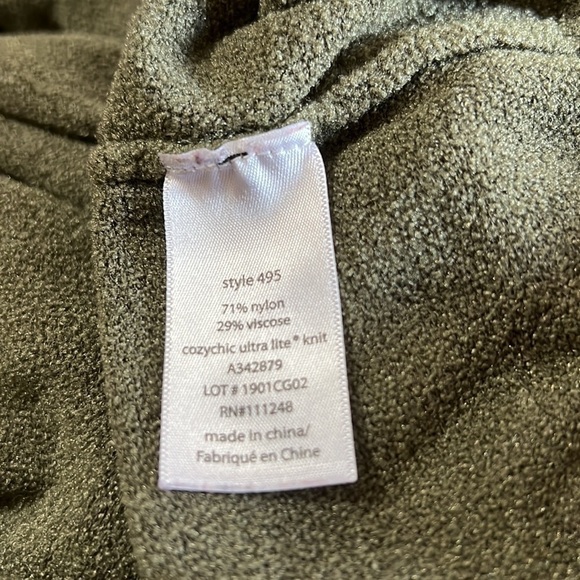 style 495
71% nylon
29% viscose
cozychic ultra lite® knit
A342879
LOT # 1901CG02
RN#111248
made in china/
Fabriqué en Chine